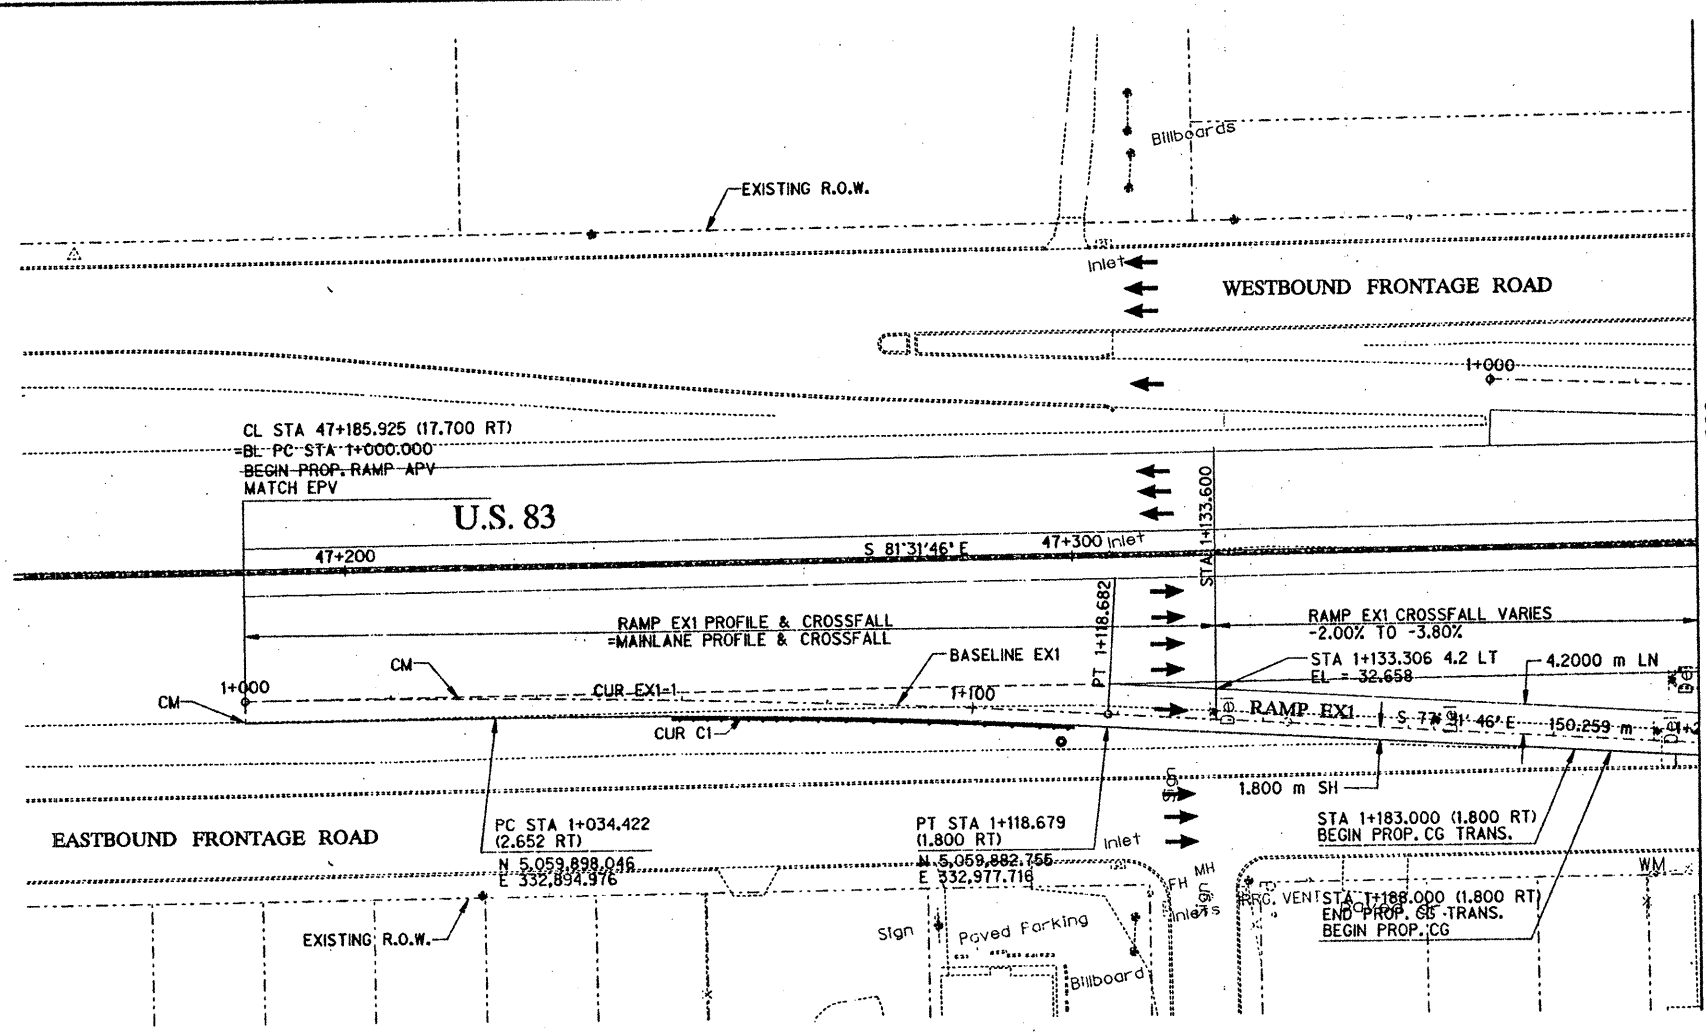 Billboards
EXISTING R.O.W.
Inlet
WESTBOUND FRONTAGE ROAD
1+000
CL STA 47+185.925 (17.700 RT)
=BL PC STA 1+000.000
BEGIN PROP. RAMP APV
MATCH EPV
U.S. 83
47+200
S 81°31'46" E
47+300
Inlet
STA 1+133.600
RAMP EX1 PROFILE & CROSSFALL
=MAINLANE PROFILE & CROSSFALL
PT 1+118.682
RAMP EX1 CROSSFALL VARIES
-2.00% TO -3.80%
STA 1+133.306 4.2 LT
EL = 32.658
4.2000 m LN
BASELINE EX1
CM
CM
1+000
CUR EX1-1
1+100
CUR C1
RAMP EX1
150.259 m
1.800 m SH
Sign
EASTBOUND FRONTAGE ROAD
PC STA 1+034.422
(2.652 RT)
N 5,059,898.046
E 332,894.976
PT STA 1+118.679
(1.800 RT)
N 5,059,882.755
E 332,977.716
Inlet
STA 1+183.000 (1.800 RT)
BEGIN PROP. CG TRANS.
WM
FH
MH
Sign
Inlets
VENT
STA 1+188.000 (1.800 RT)
END PROP. CG TRANS.
BEGIN PROP. CG
EXISTING R.O.W.
Sign
Paved Parking
Billboard